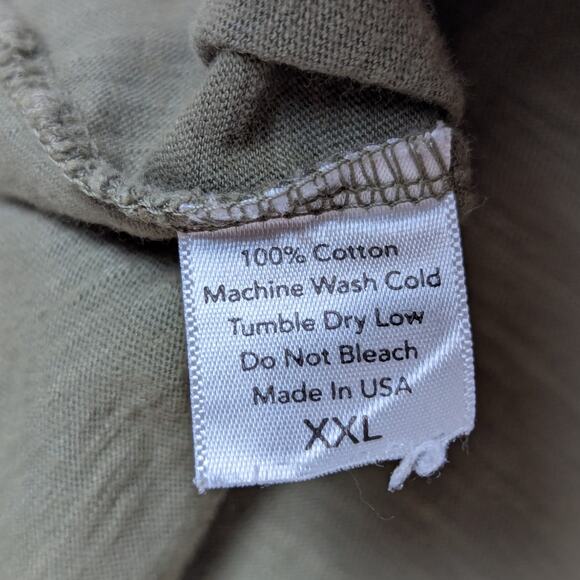 100% Cotton
Machine Wash Cold
Tumble Dry Low
Do Not Bleach
Made In USA
XXL